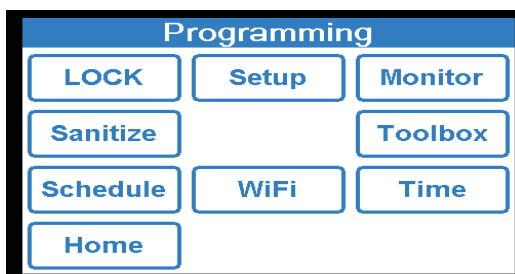 Programming
LOCK Setup Monitor
Sanitize Toolbox
Schedule WiFi Time
Home